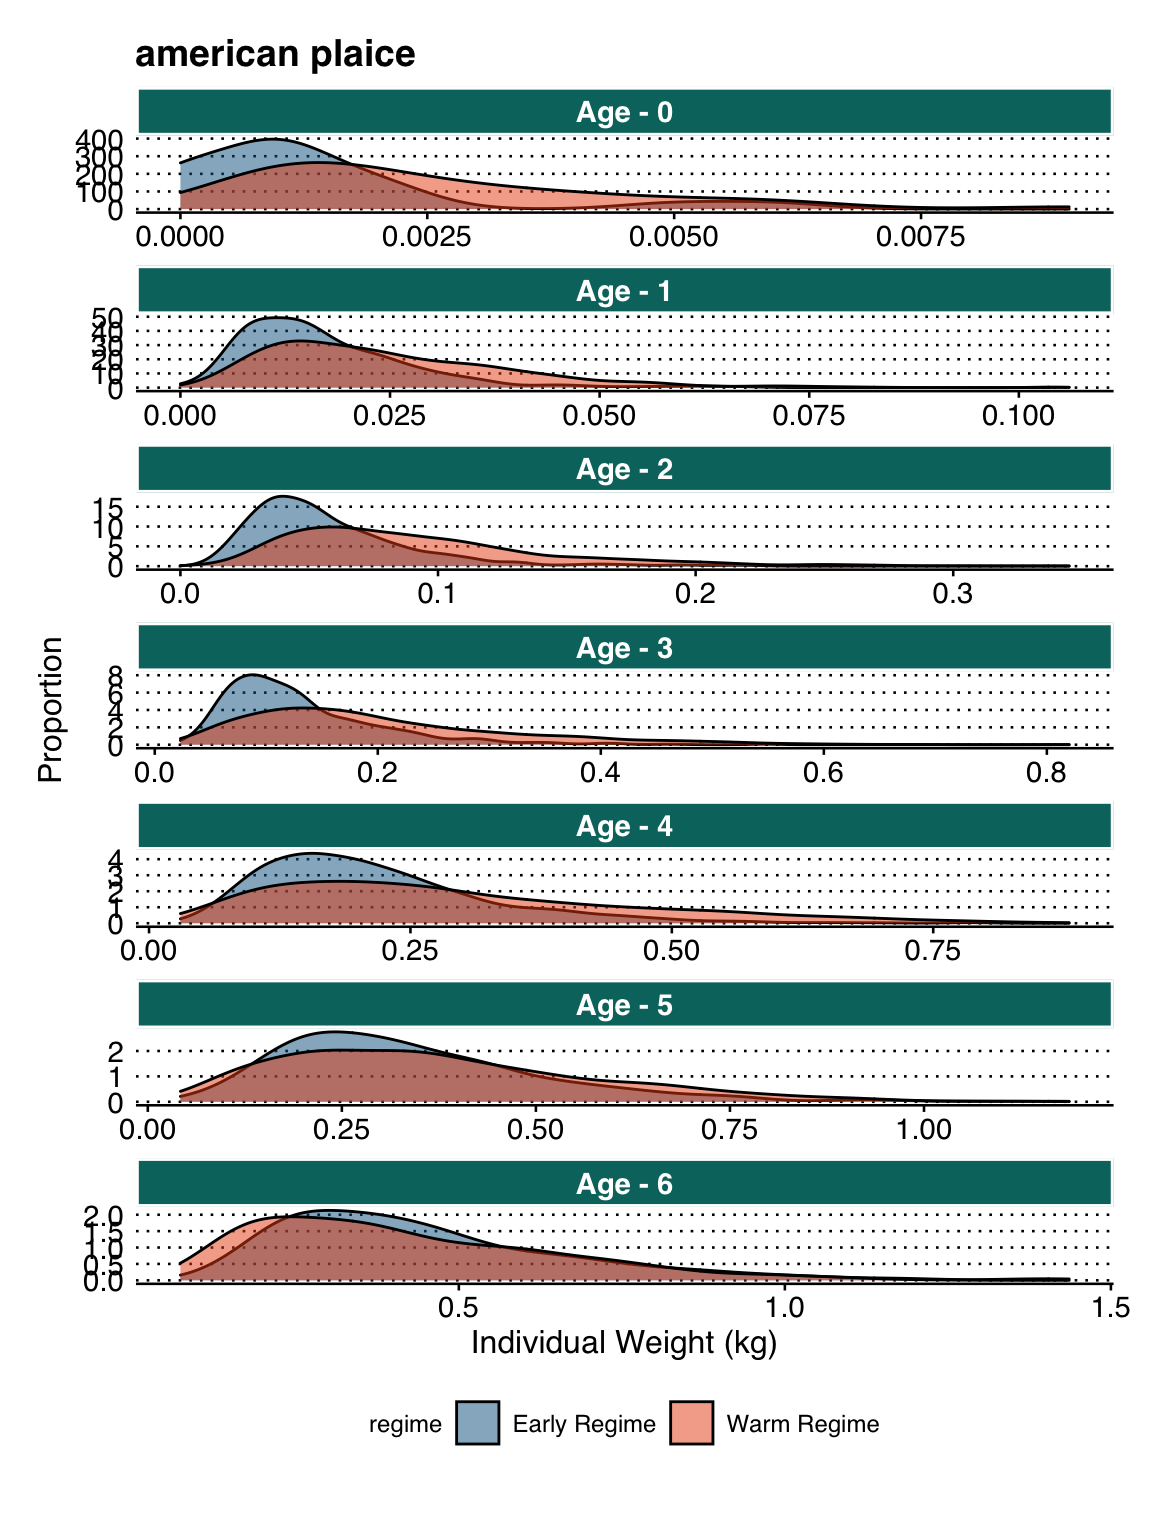 american plaice
Age - 0
400
300
200
100
0
0.0000 0.0025 0.0050 0.0075
Age - 1
50
40
30
20
10
0
0.000 0.025 0.050 0.075 0.100
Age - 2
15
10
5
0
0.0 0.1 0.2 0.3
Age - 3
8
6
4
2
0
0.0 0.2 0.4 0.6 0.8
Age - 4
4
3
2
1
0
0.00 0.25 0.50 0.75
Age - 5
2
1
0
0.00 0.25 0.50 0.75 1.00
Age - 6
2.0
1.5
1.0
0.5
0.0
0.5 1.0 1.5
Proportion
Individual Weight (kg)
regime Early Regime Warm Regime